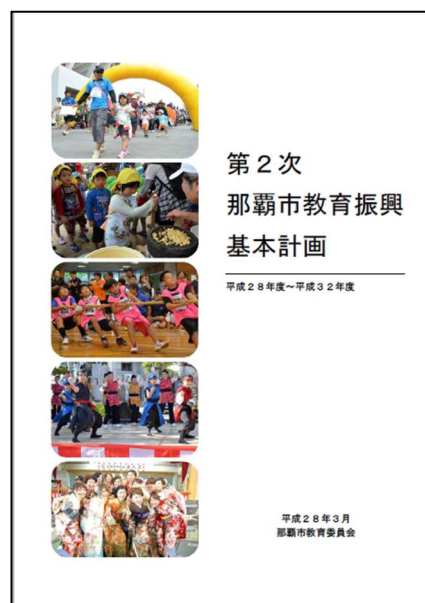 第２次
那覇市教育振興
基本計画
平成２８年度～平成３２年度
平成２８年３月
那覇市教育委員会